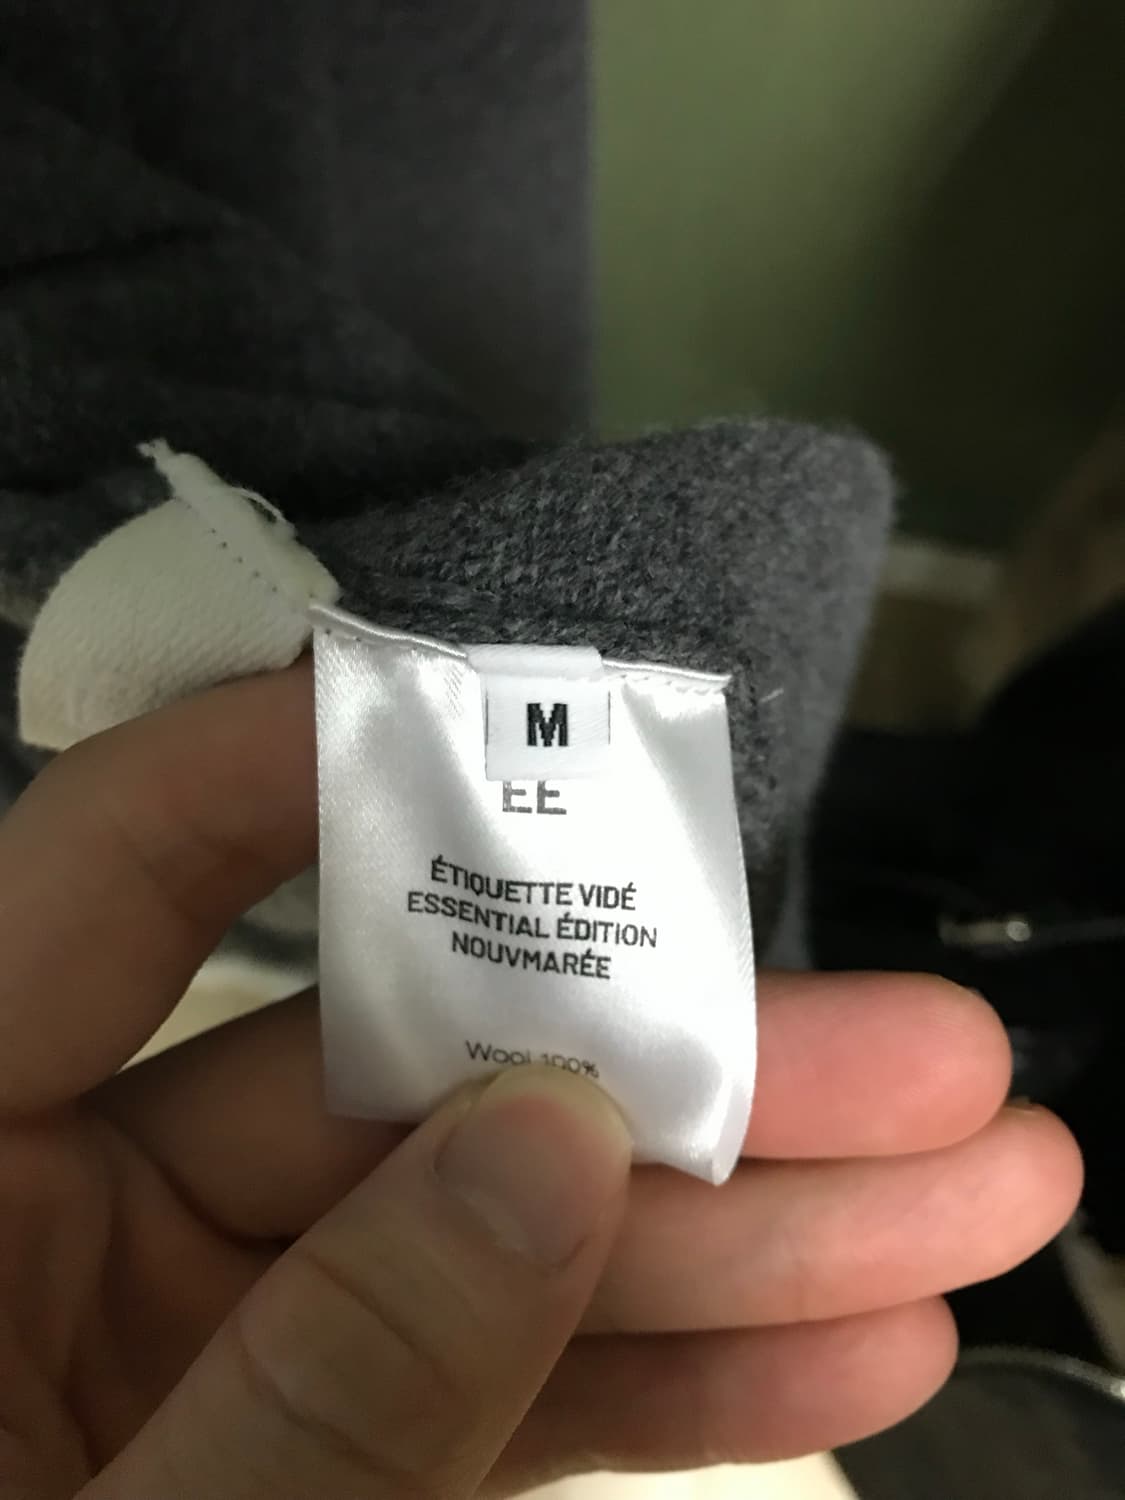 M
EE
ÉTIQUETTE VIDÉ
ESSENTIAL ÉDITION
NOUVMARÉE
Wool 100%